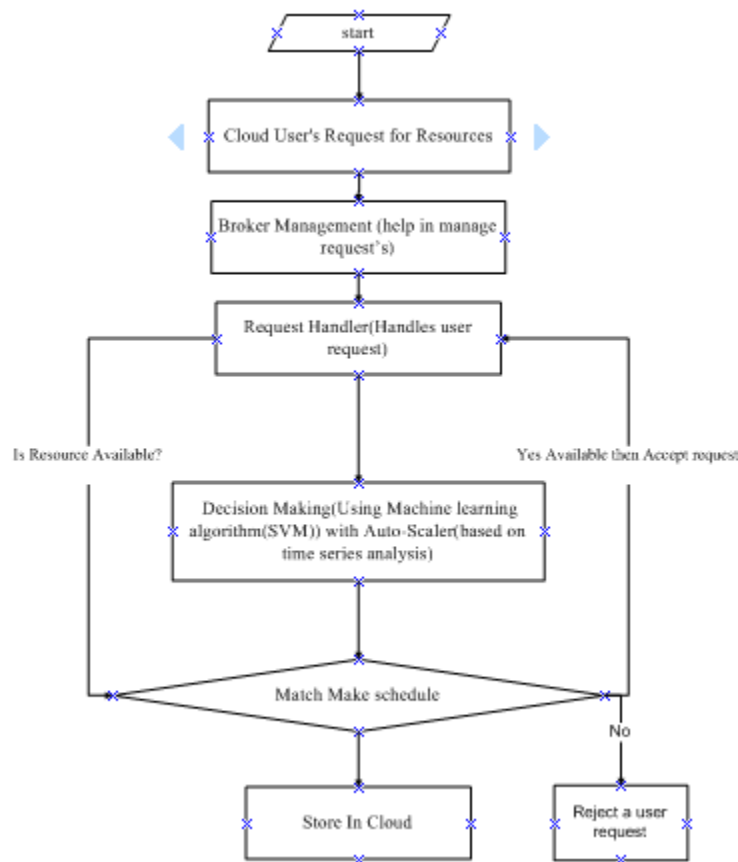 start
Cloud User's Request for Resources
Broker Management (help in manage
request's)
Request Handler(Handles user
request)
Is Resource Available?
Yes Available then Accept request
Decision Making(Using Machine learning
algorithm(SVM)) with Auto-Scaler(based on
time series analysis)
Match Make schedule
No
Store In Cloud
Reject a user
request